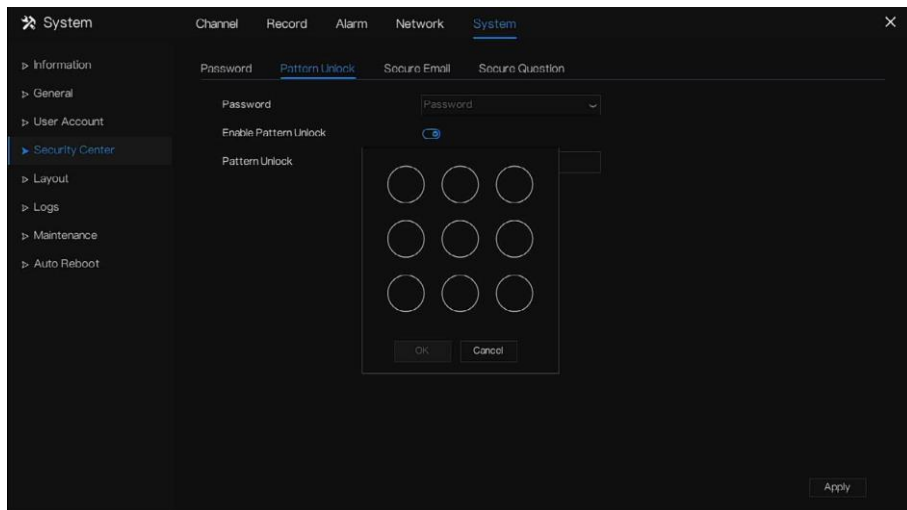 System Channel Record Alarm Network System
Information
General
User Account
Security Center
Layout
Logs
Maintenance
Auto Reboot
Password Pattern Unlock Secure Email Secure Question
Password Password
Enable Pattern Unlock
Pattern Unlock
OK Cancel
Apply